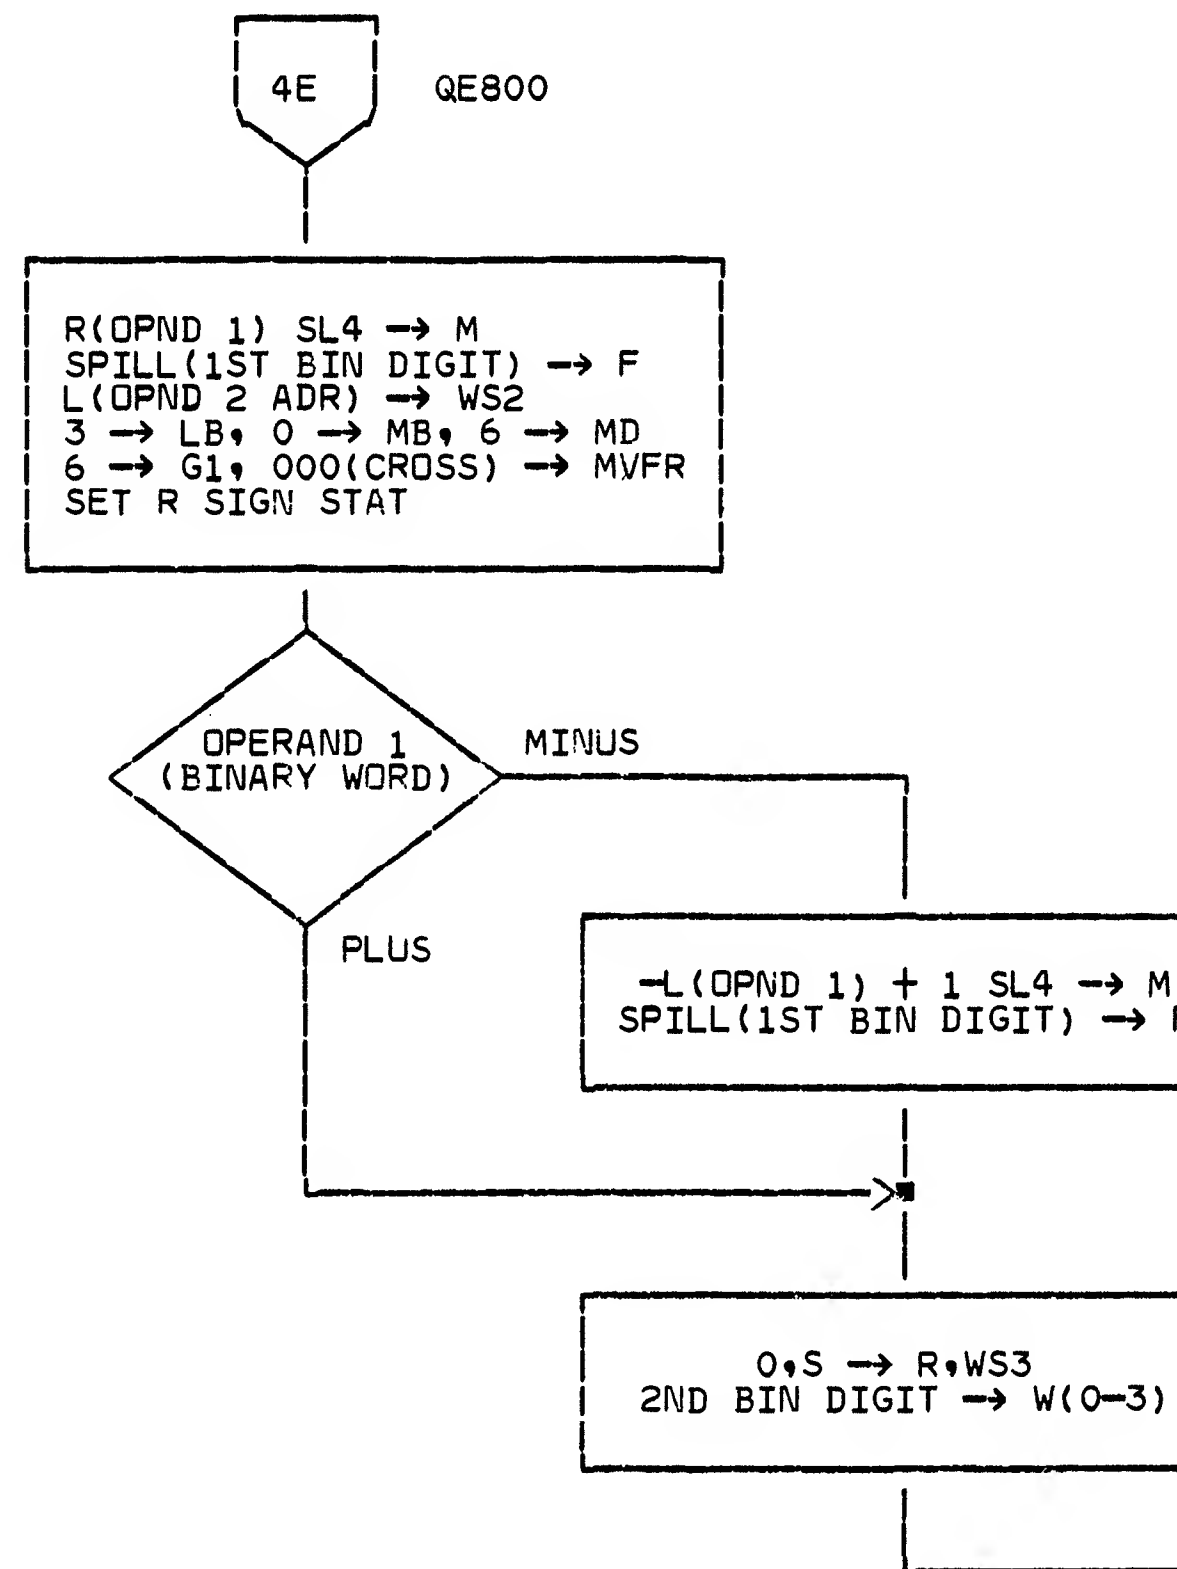 4E QE800
R(OPND 1) SL4 → M
SPILL(1ST BIN DIGIT) → F
L(OPND 2 ADR) → WS2
3 → LB, 0 → MB, 6 → MD
6 → G1, 000(CROSS) → MVFR
SET R SIGN STAT
OPERAND 1
(BINARY WORD)
MINUS
PLUS
-L(OPND 1) + 1 SL4 → M
SPILL(1ST BIN DIGIT) →
0,S → R,WS3
2ND BIN DIGIT → W(0-3)